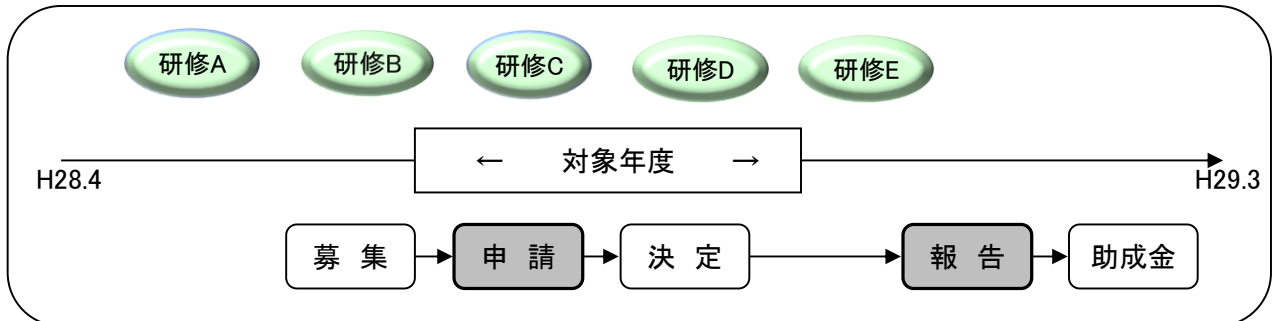 研修A 研修B 研修C 研修D 研修E
← 対象年度 →
H28.4 H29.3
募 集 申 請 決 定 報 告 助成金